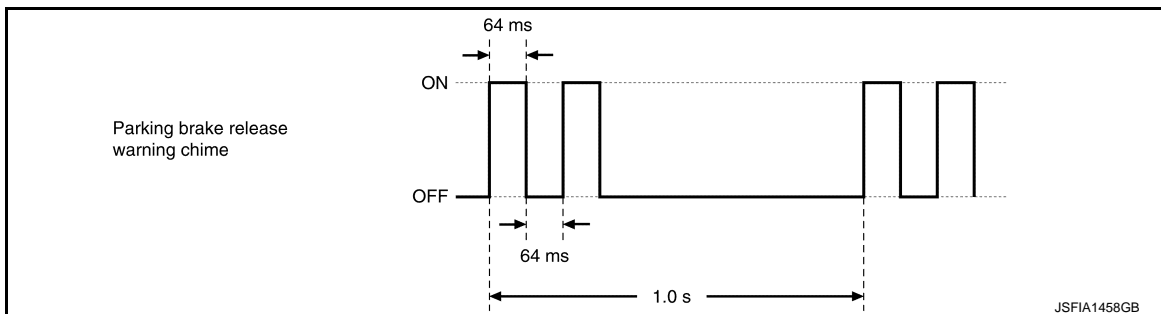 64 ms
ON
Parking brake release
warning chime
OFF
64 ms
1.0 s
JSFIA1458GB